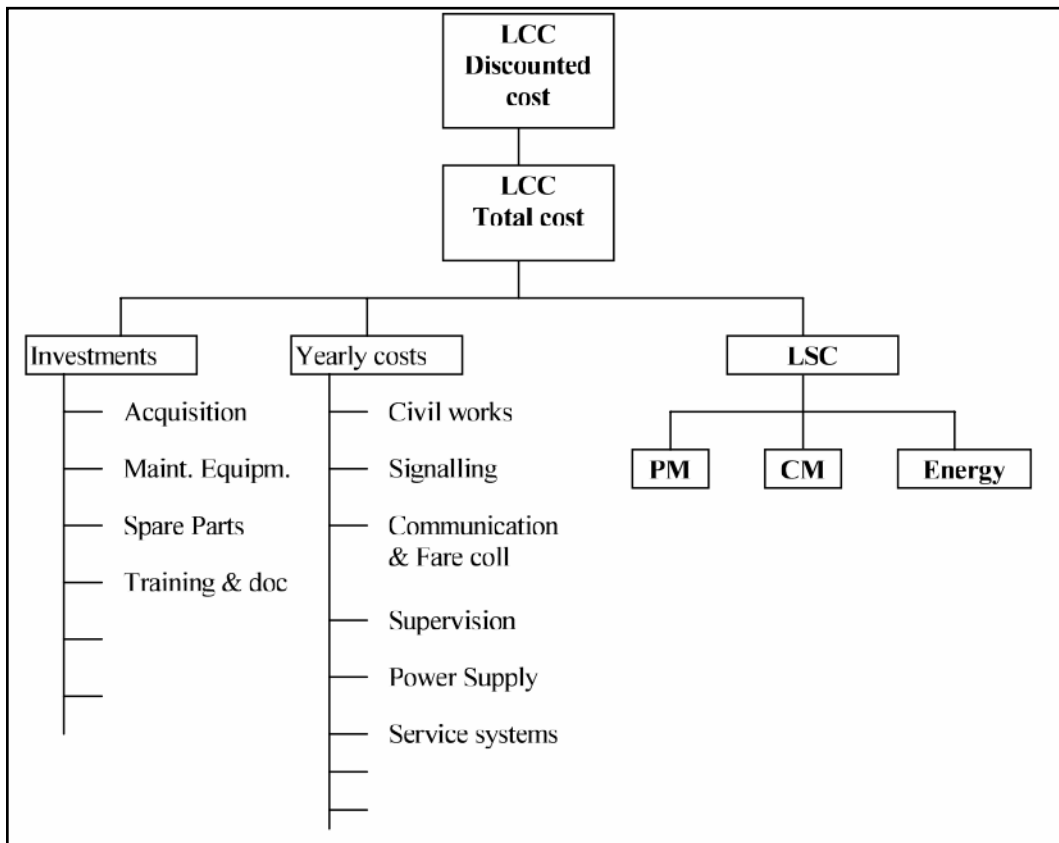 LCC
Discounted
cost
LCC
Total cost
Investments
Acquisition
Maint. Equipm.
Spare Parts
Training & doc
Yearly costs
Civil works
Signalling
Communication
& Fare coll
Supervision
Power Supply
Service systems
LSC
PM
CM
Energy